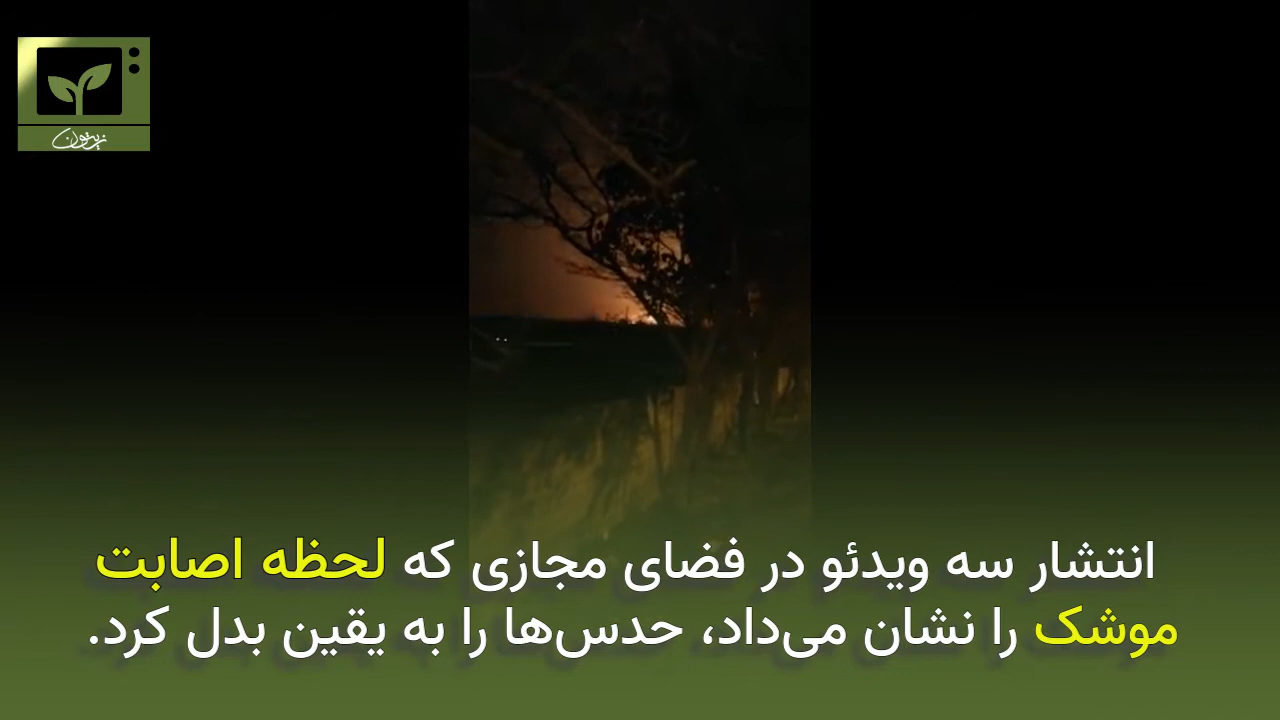 زیتون
انتشار سه ویدئو در فضای مجازی که لحظه اصابت
موشک را نشان می‌داد، حدس‌ها را به یقین بدل کرد.